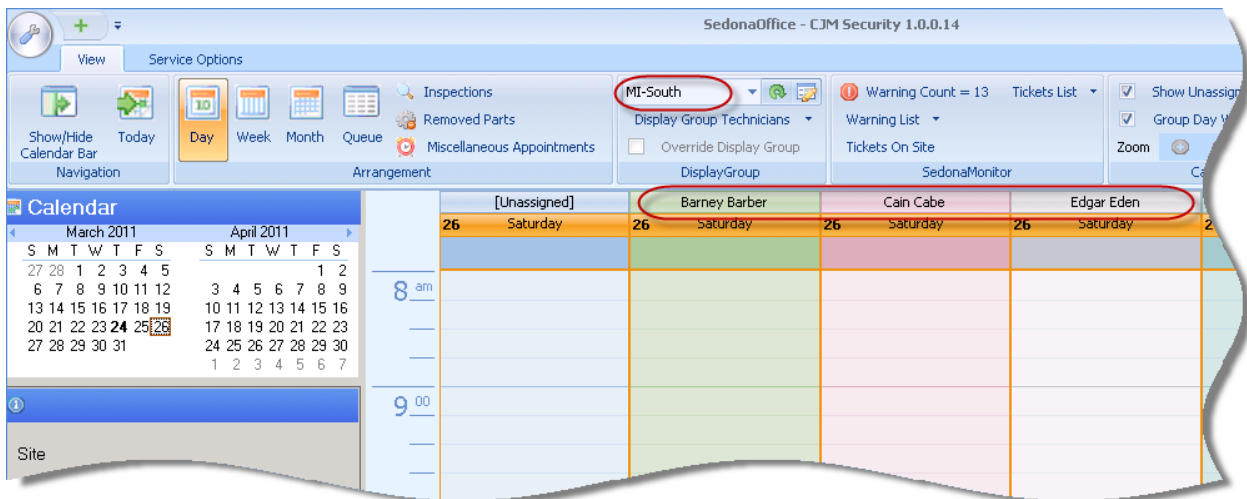 SedonaOffice - CJM Security 1.0.0.14
View Service Options
Show/Hide Calendar Bar
Today
Navigation
10
Day
Week
Month
Queue
Inspections
Removed Parts
Miscellaneous Appointments
Arrangement
MI-South
Display Group Technicians
Override Display Group
DisplayGroup
Warning Count = 13
Tickets List
Warning List
Tickets On Site
SedonaMonitor
Show Unassign
Group Day
Zoom
Calendar
March 2011 April 2011
S M T W T F S S M T W T F S
27 28 1 2 3 4 5 1 2
6 7 8 9 10 11 12 3 4 5 6 7 8 9
13 14 15 16 17 18 19 10 11 12 13 14 15 16
20 21 22 23 24 25 26 17 18 19 20 21 22 23
27 28 29 30 31 24 25 26 27 28 29 30
1 2 3 4 5 6 7
Site
[Unassigned] Barney Barber Cain Cabe Edgar Eden
26 Saturday 26 Saturday 26 Saturday 26 Saturday 2
8 am
9 00